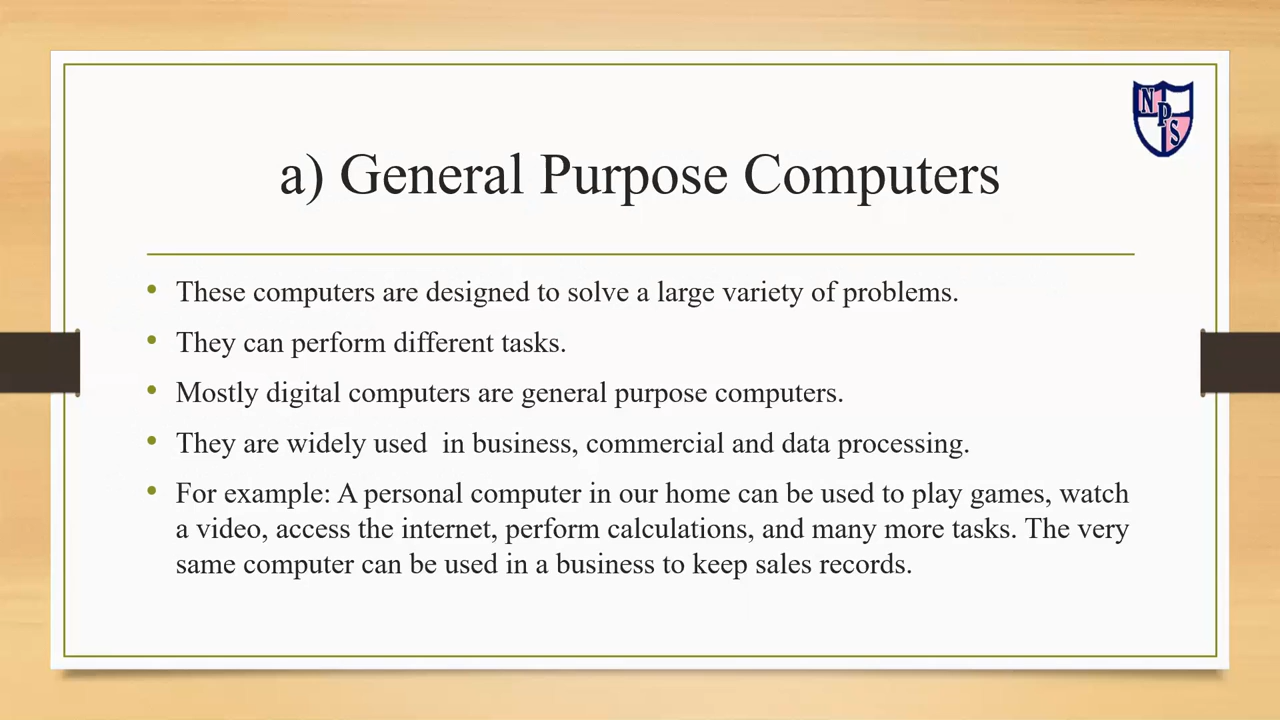 NPS
a) General Purpose Computers
• These computers are designed to solve a large variety of problems.
• They can perform different tasks.
• Mostly digital computers are general purpose computers.
• They are widely used  in business, commercial and data processing.
• For example: A personal computer in our home can be used to play games, watch
a video, access the internet, perform calculations, and many more tasks. The very
same computer can be used in a business to keep sales records.